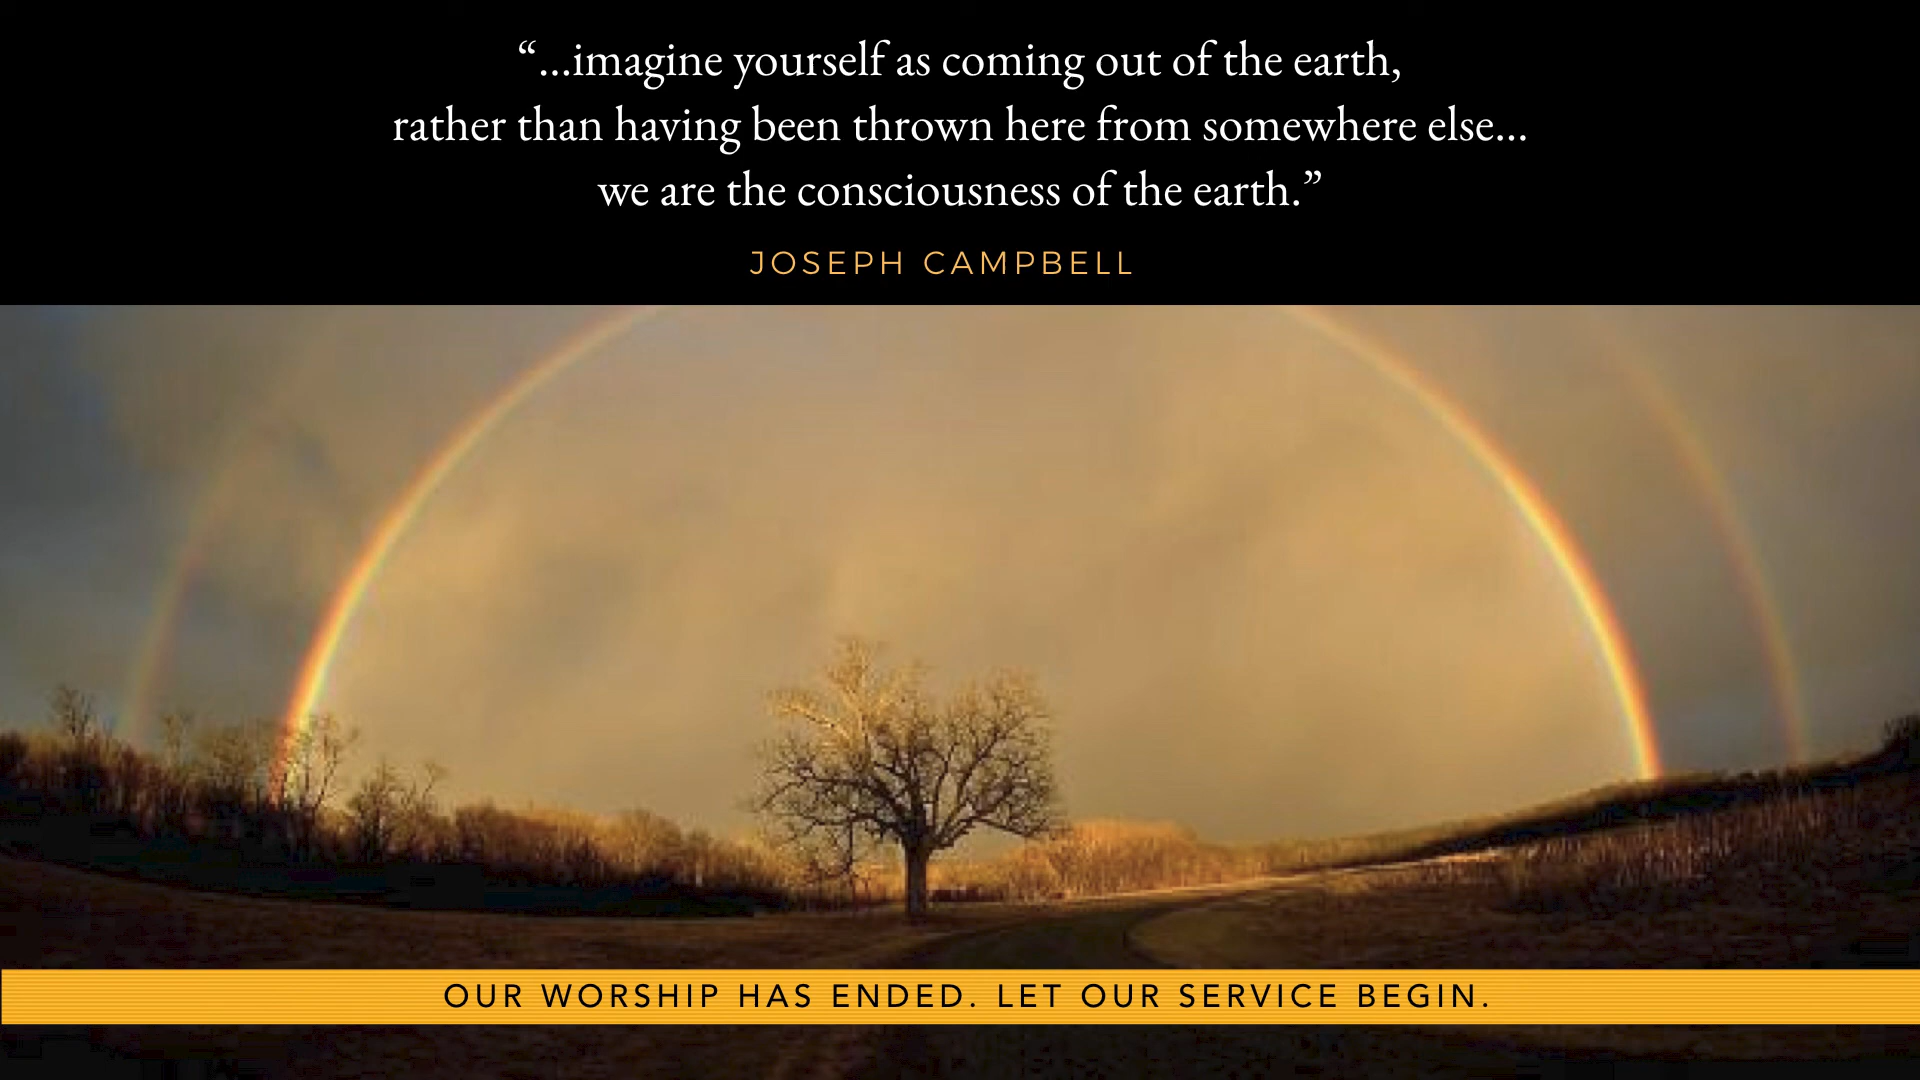 “...imagine yourself as coming out of the earth,
rather than having been thrown here from somewhere else...
we are the consciousness of the earth.”
JOSEPH CAMPBELL
OUR WORSHIP HAS ENDED. LET OUR SERVICE BEGIN.